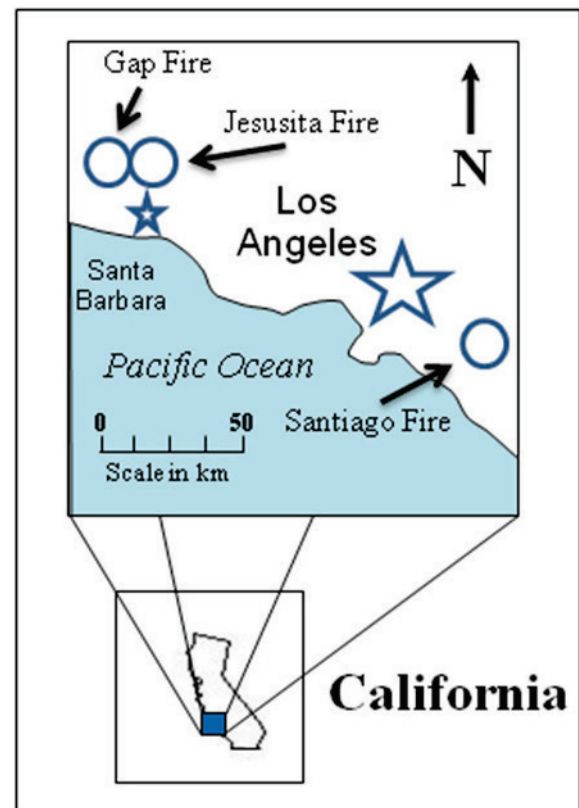 Gap Fire
Jesusita Fire
N
Los
Angeles
Santa
Barbara
Pacific Ocean
0 50
Scale in km
Santiago Fire
California